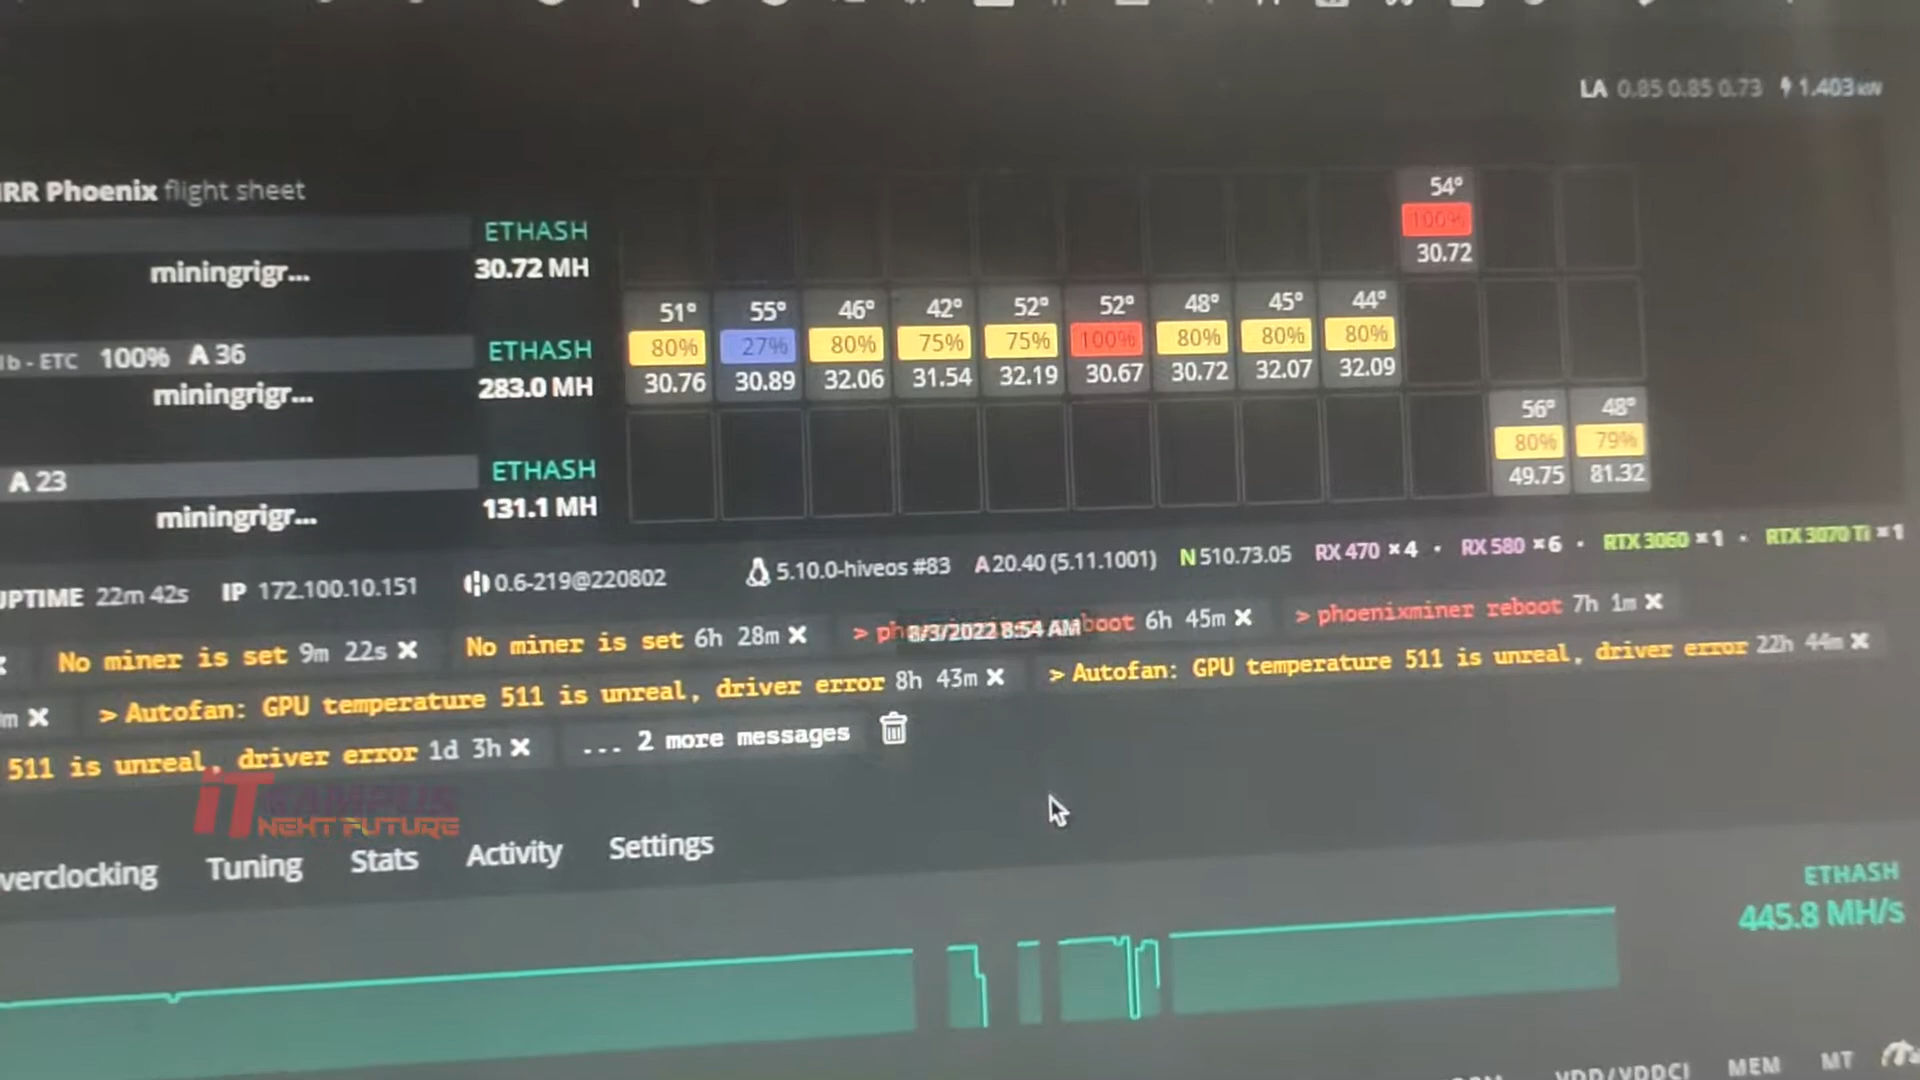 LA 0.85 0.85 0.73 1.403 kW
RR Phoenix flight sheet
54°
ETHASH
100%
miningrigr... 30.72 MH
30.72
51° 55° 46° 42° 52° 52° 48° 45° 44°
lb - ETC 100% A 36 ETHASH
80% 27% 80% 75% 75% 100% 80% 80% 80%
miningrigr... 283.0 MH
30.76 30.89 32.06 31.54 32.19 30.67 30.72 32.07 32.09
56° 48°
A 23 ETHASH
80% 79%
miningrigr... 131.1 MH
49.75 81.32
UPTIME 22m 42s IP 172.100.10.151 0.6-219@220802 5.10.0-hiveos #83 A 20.40 (5.11.1001) N 510.73.05 RX 470 ×4 · RX 580 ×6 · RTX 3060 ×1 · RTX 3070 Ti ×1
No miner is set 9m 22s × No miner is set 6h 28m × > boot 6h 45m × > phoenixminer reboot 7h 1m ×
8/3/2022 8:54 AM
m × > Autofan: GPU temperature 511 is unreal, driver error 8h 43m × > Autofan: GPU temperature 511 is unreal, driver error 22h 44m ×
511 is unreal, driver error 1d 3h × ... 2 more messages
iT KAMPUS
NEXT FUTURE
verclocking Tuning Stats Activity Settings
ETHASH
445.8 MH/s
VDD/VDDCI MEM MT